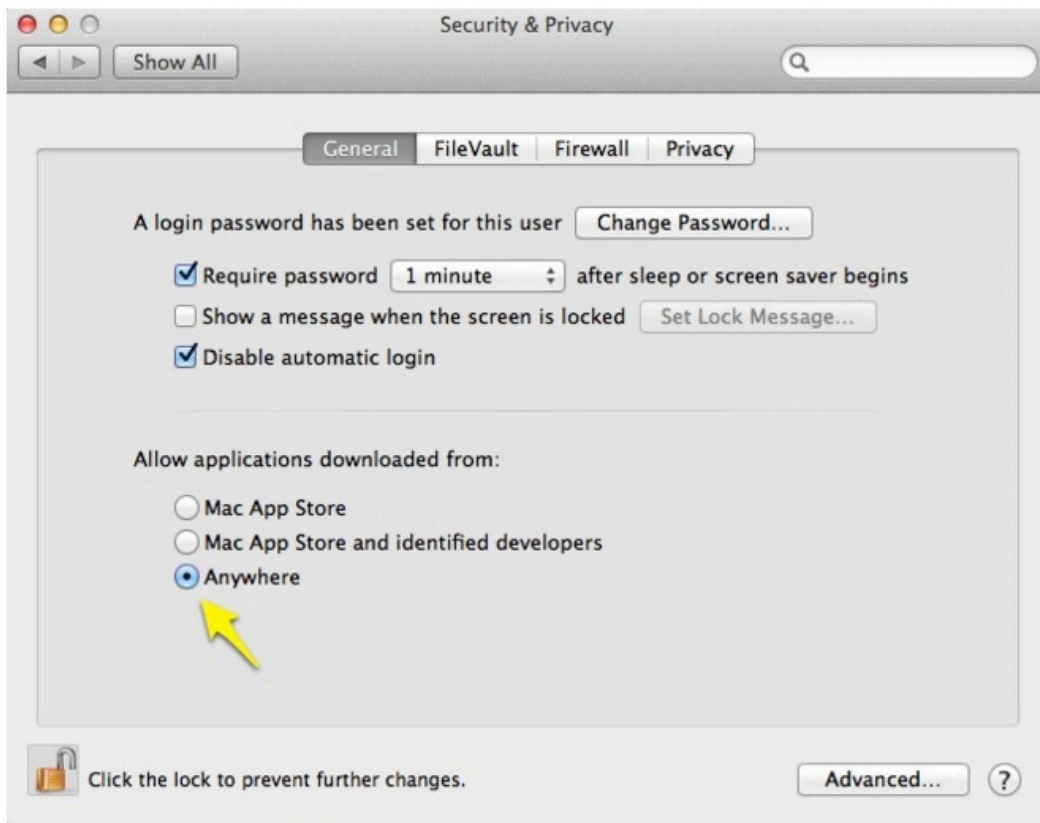 Security & Privacy
Show All
General FileVault Firewall Privacy
A login password has been set for this user Change Password...
Require password 1 minute after sleep or screen saver begins
Show a message when the screen is locked Set Lock Message...
Disable automatic login
Allow applications downloaded from:
Mac App Store
Mac App Store and identified developers
Anywhere
Click the lock to prevent further changes. Advanced... ?